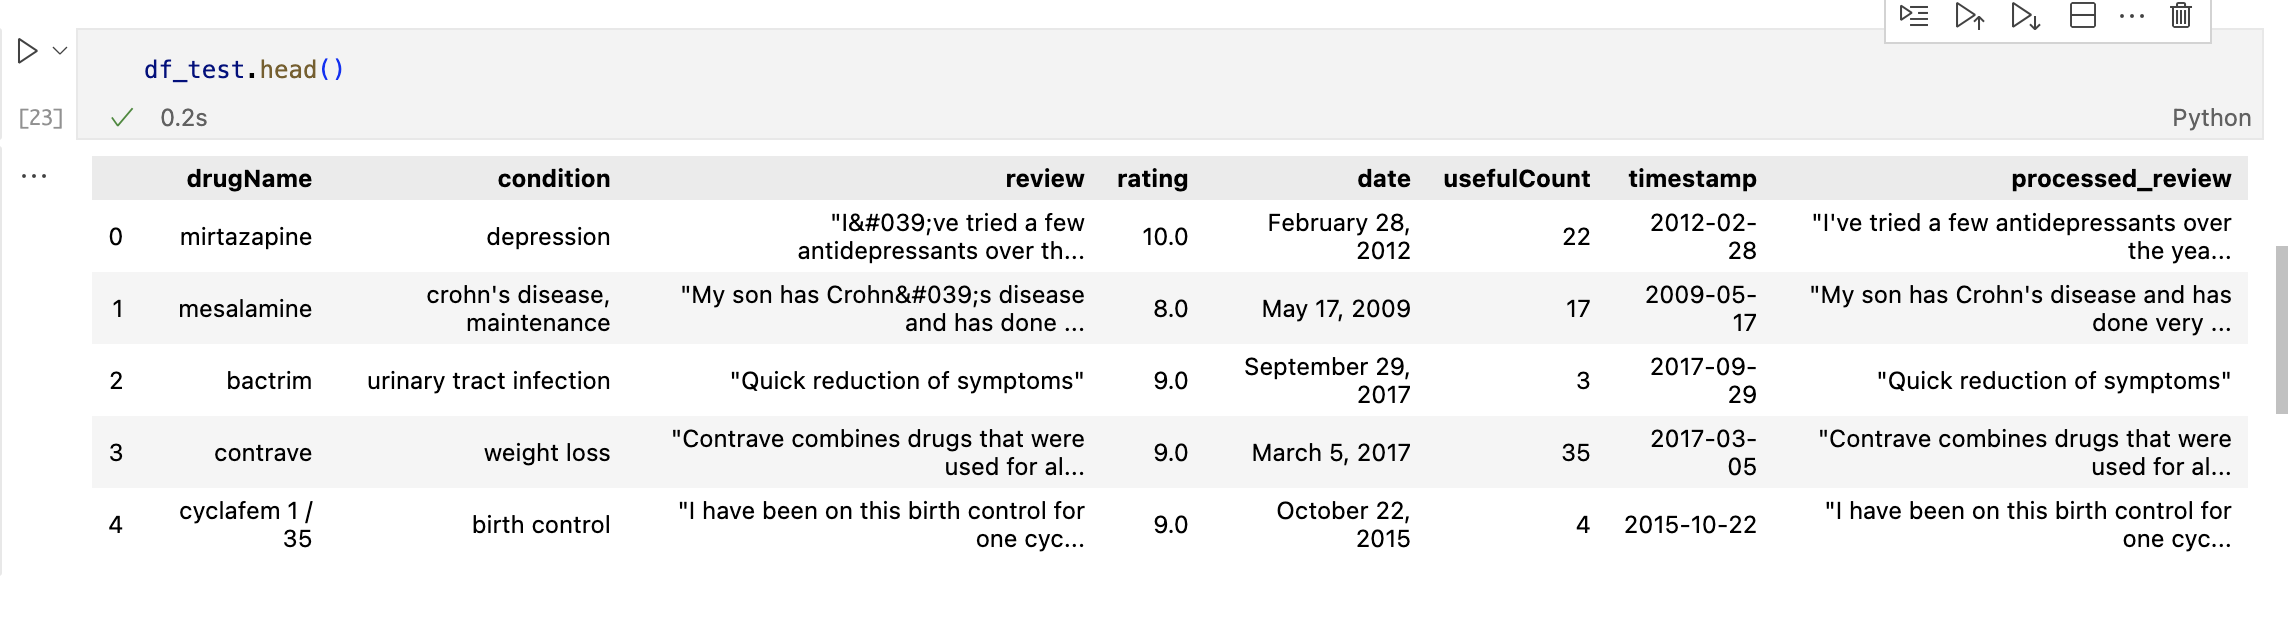 df_test.head()
[23]
0.2s
Python
drugName condition review rating date usefulCount timestamp processed_review
0 mirtazapine depression "I&#039;ve tried a few antidepressants over th... 10.0 February 28, 2012 22 2012-02-28 "I've tried a few antidepressants over the yea...
1 mesalamine crohn's disease, maintenance "My son has Crohn&#039;s disease and has done ... 8.0 May 17, 2009 17 2009-05-17 "My son has Crohn's disease and has done very ...
2 bactrim urinary tract infection "Quick reduction of symptoms" 9.0 September 29, 2017 3 2017-09-29 "Quick reduction of symptoms"
3 contrave weight loss "Contrave combines drugs that were used for al... 9.0 March 5, 2017 35 2017-03-05 "Contrave combines drugs that were used for al...
4 cyclafem 1 / 35 birth control "I have been on this birth control for one cyc... 9.0 October 22, 2015 4 2015-10-22 "I have been on this birth control for one cyc...